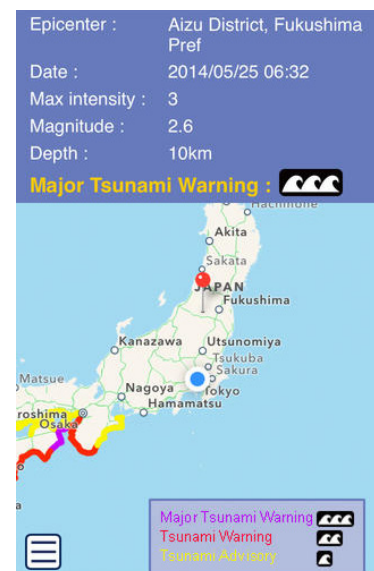 Epicenter : Aizu District, Fukushima
Pref
Date : 2014/05/25 06:32
Max intensity : 3
Magnitude : 2.6
Depth : 10km
Major Tsunami Warning :
Hachinohe
Akita
Sakata
JAPAN
Fukushima
Kanazawa
Utsunomiya
Tsukuba
Sakura
Matsue
Nagoya
Tokyo
Hamamatsu
roshima
Osaka
o
a
Major Tsunami Warning
Tsunami Warning
Tsunami Advisory